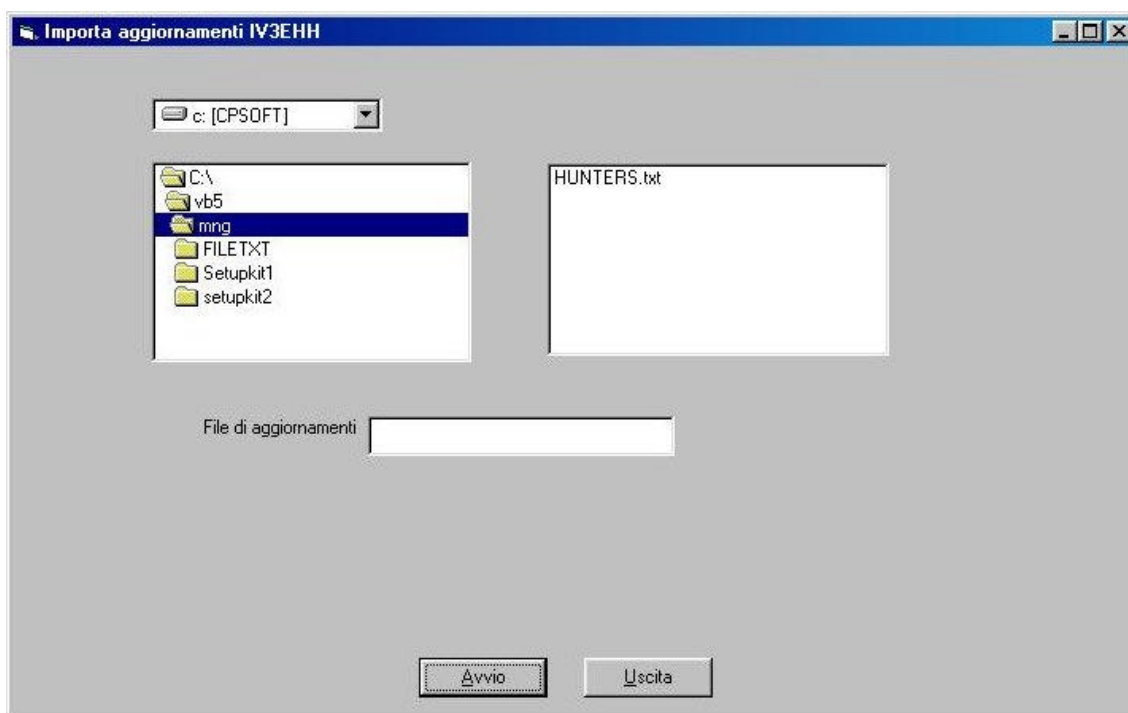 Importa aggiornamenti IV3EHH
c: [CPSOFT]
C:\
vb5
mng
FILETXT
Setupkit1
setupkit2
HUNTERS.txt
File di aggiornamenti
Avvio
Uscita